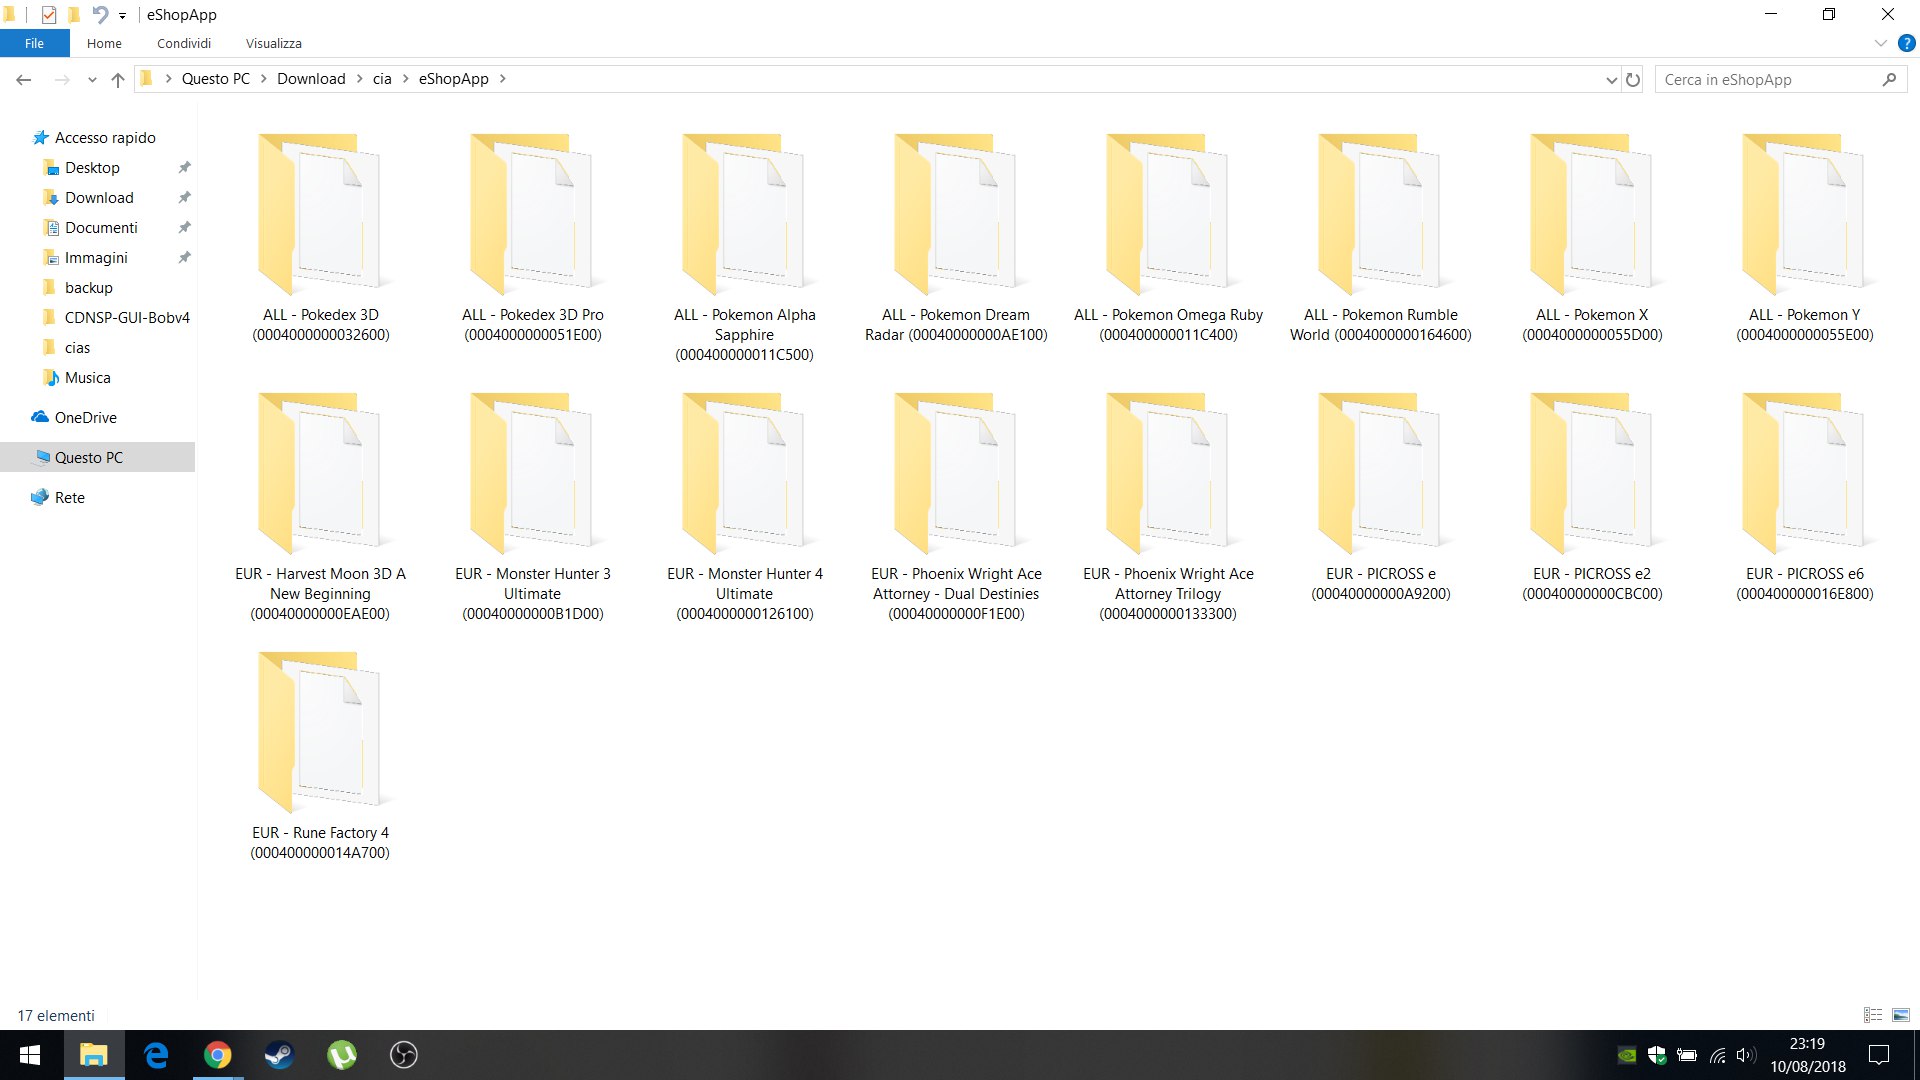 eShopApp
File Home Condividi Visualizza
Questo PC Download cia eShopApp
Cerca in eShopApp
Accesso rapido
Desktop
Download
Documenti
Immagini
backup
CDNSP-GUI-Bobv4
cias
Musica
OneDrive
Questo PC
Rete
ALL - Pokedex 3D
(0004000000032600)
ALL - Pokedex 3D Pro
(0004000000051E00)
ALL - Pokemon Alpha
Sapphire
(000400000011C500)
ALL - Pokemon Dream
Radar (00040000000AE100)
ALL - Pokemon Omega Ruby
(000400000011C400)
ALL - Pokemon Rumble
World (0004000000164600)
ALL - Pokemon X
(0004000000055D00)
ALL - Pokemon Y
(0004000000055E00)
EUR - Harvest Moon 3D A
New Beginning
(00040000000EAE00)
EUR - Monster Hunter 3
Ultimate
(00040000000B1D00)
EUR - Monster Hunter 4
Ultimate
(0004000000126100)
EUR - Phoenix Wright Ace
Attorney - Dual Destinies
(00040000000F1E00)
EUR - Phoenix Wright Ace
Attorney Trilogy
(0004000000133300)
EUR - PICROSS e
(00040000000A9200)
EUR - PICROSS e2
(00040000000CBC00)
EUR - PICROSS e6
(000400000016E800)
EUR - Rune Factory 4
(000400000014A700)
17 elementi
23:19
10/08/2018